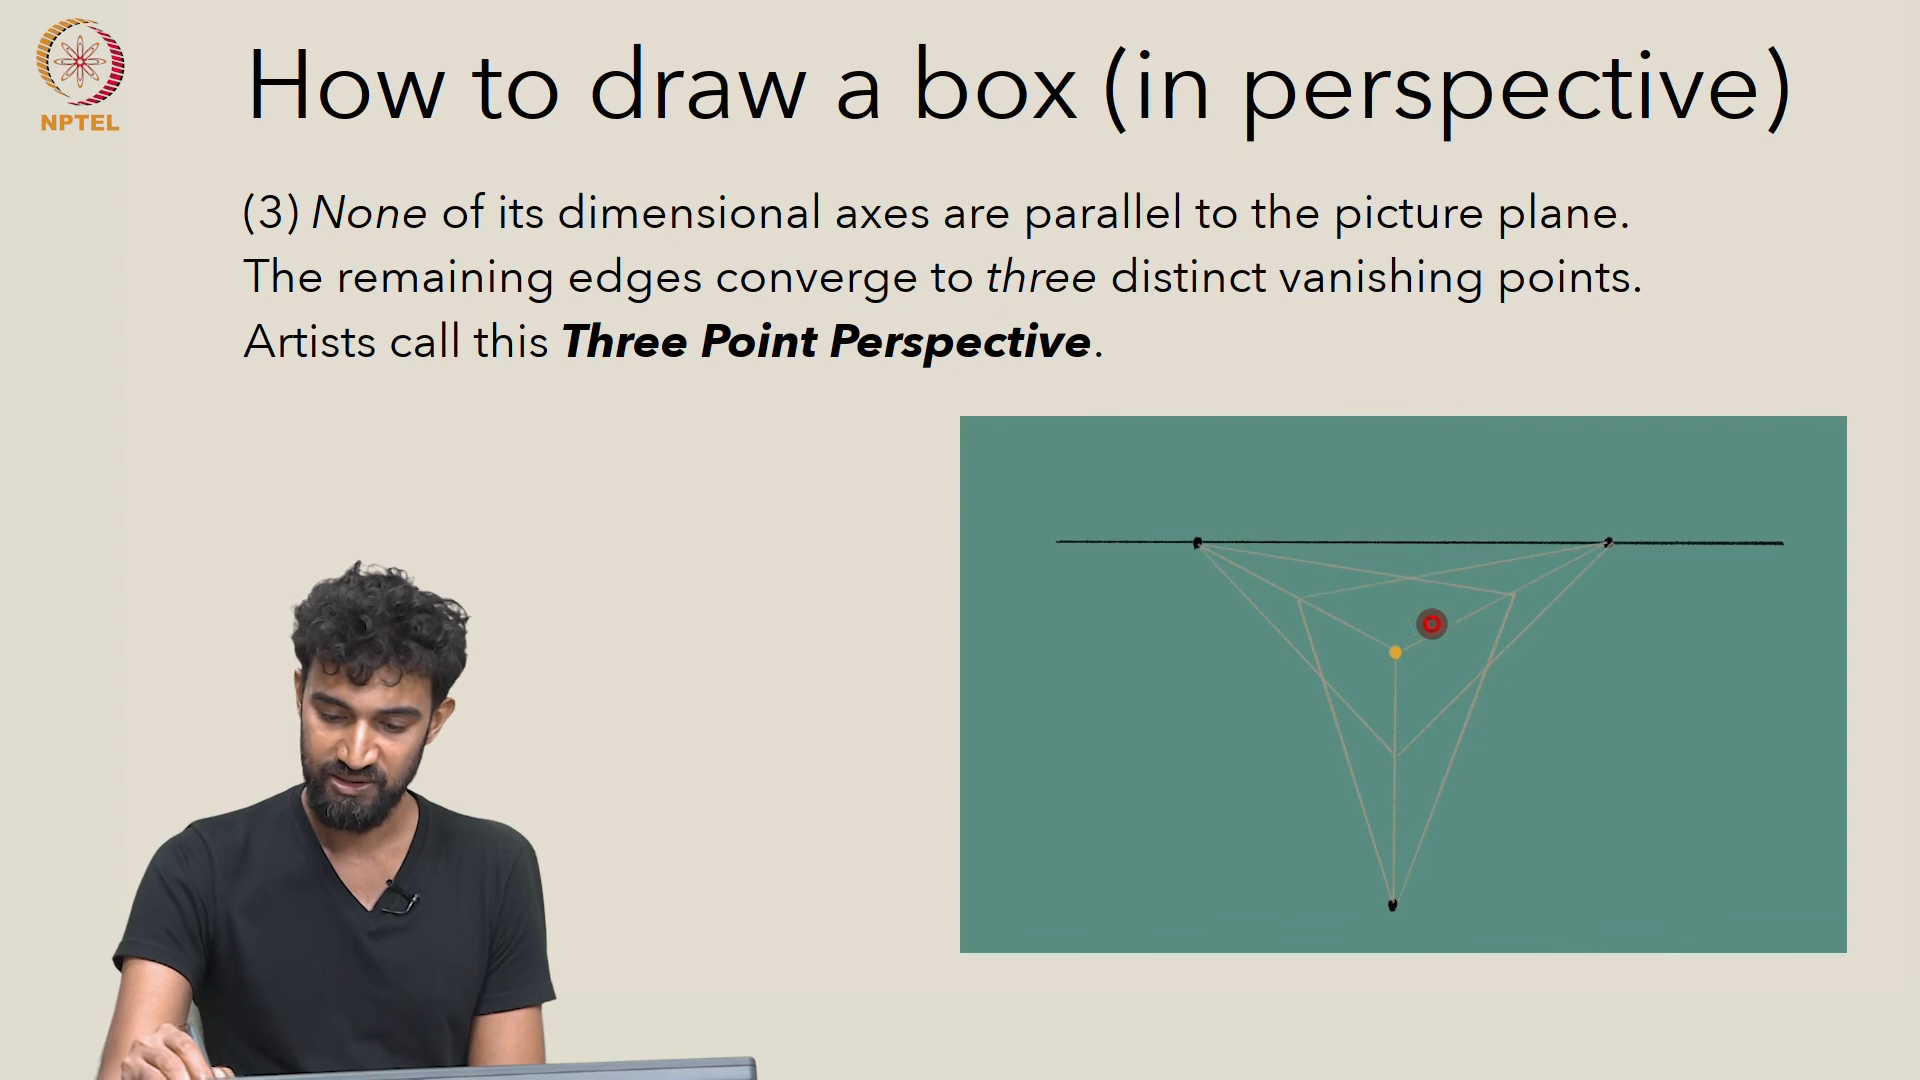 NPTEL
How to draw a box (in perspective)
(3) None of its dimensional axes are parallel to the picture plane.
The remaining edges converge to three distinct vanishing points.
Artists call this Three Point Perspective.